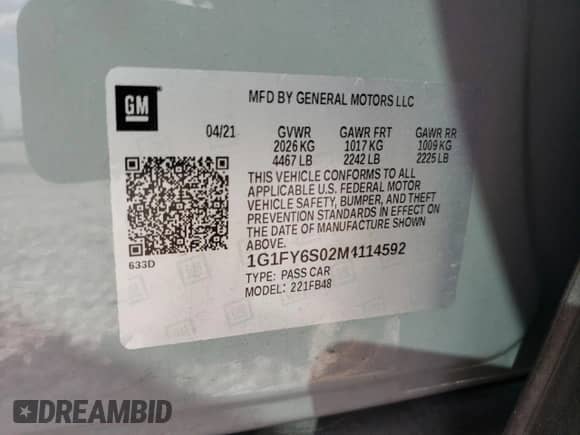 GM
MFD BY GENERAL MOTORS LLC
04/21 GVWR GAWR FRT GAWR RR
2026 KG 1017 KG 1009 KG
4467 LB 2242 LB 2225 LB
THIS VEHICLE CONFORMS TO ALL
APPLICABLE U.S. FEDERAL MOTOR
VEHICLE SAFETY, BUMPER, AND THEFT
PREVENTION STANDARDS IN EFFECT ON
THE DATE OF MANUFACTURE SHOWN
ABOVE.
633D
1G1FY6S02M4114592
TYPE: PASS CAR
MODEL: 221FB48
DREAMBID